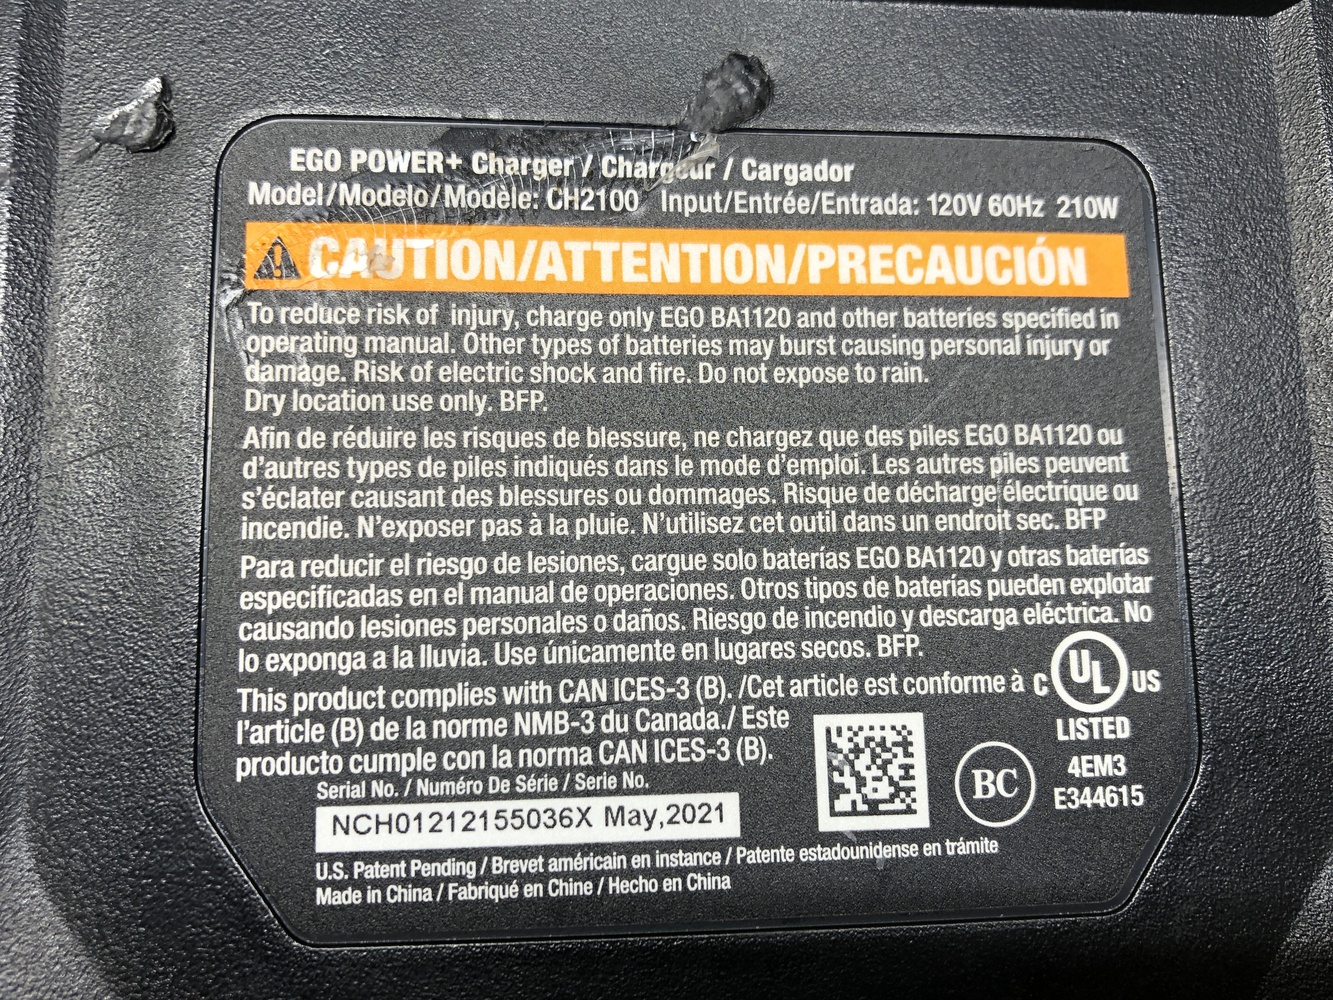 EGO POWER+ Charger / Chargeur / Cargador
Model/Modelo/Modèle: CH2100 Input/Entrée/Entrada: 120V 60Hz 210W
CAUTION/ATTENTION/PRECAUCIÓN
To reduce risk of injury, charge only EGO BA1120 and other batteries specified in
operating manual. Other types of batteries may burst causing personal injury or
damage. Risk of electric shock and fire. Do not expose to rain.
Dry location use only. BFP.
Afin de réduire les risques de blessure, ne chargez que des piles EGO BA1120 ou
d'autres types de piles indiqués dans le mode d'emploi. Les autres piles peuvent
s'éclater causant des blessures ou dommages. Risque de décharge électrique ou
incendie. N'exposer pas à la pluie. N'utilisez cet outil dans un endroit sec. BFP
Para reducir el riesgo de lesiones, cargue solo baterías EGO BA1120 y otras baterías
especificadas en el manual de operaciones. Otros tipos de baterías pueden explotar
causando lesiones personales o daños. Riesgo de incendio y descarga eléctrica. No
lo exponga a la lluvia. Use únicamente en lugares secos. BFP.
This product complies with CAN ICES-3 (B). /Cet article est conforme à
l'article (B) de la norme NMB-3 du Canada./ Este
producto cumple con la norma CAN ICES-3 (B).
C UL US
LISTED
4EM3
E344615
BC
Serial No. / Numéro De Série / Serie No.
NCH01212155036X May,2021
U.S. Patent Pending / Brevet américain en instance / Patente estadounidense en trámite
Made in China / Fabriqué en Chine / Hecho en China